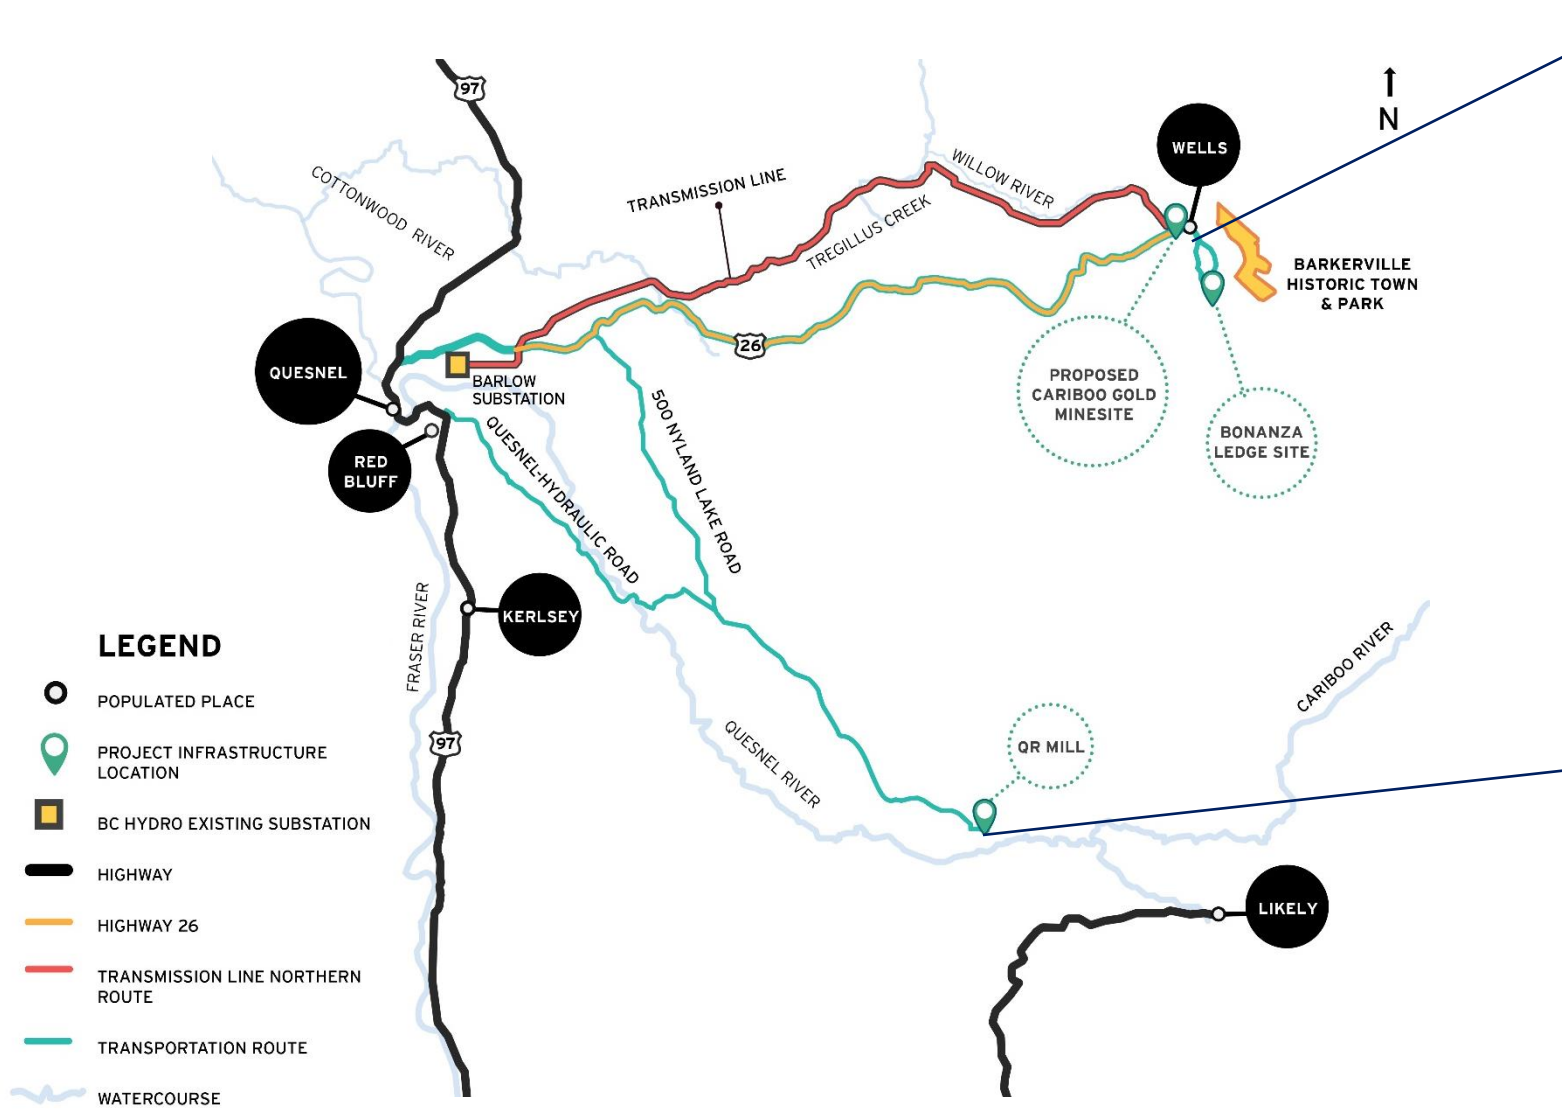 97
N
WELLS
COTTONWOOD RIVER
TRANSMISSION LINE
WILLOW RIVER
TREGILLUS CREEK
BARKERVILLE
HISTORIC TOWN
& PARK
26
QUESNEL
BARLOW
SUBSTATION
PROPOSED
CARIBOO GOLD
MINESITE
BONANZA
LEDGE SITE
RED
BLUFF
QUESNEL-HYDRAULIC ROAD
500 NYLAND LAKE ROAD
FRASER RIVER
KERLSEY
CARIBOO RIVER
97
QUESNEL RIVER
QR MILL
LIKELY
LEGEND
POPULATED PLACE
PROJECT INFRASTRUCTURE
LOCATION
BC HYDRO EXISTING SUBSTATION
HIGHWAY
HIGHWAY 26
TRANSMISSION LINE NORTHERN
ROUTE
TRANSPORTATION ROUTE
WATERCOURSE